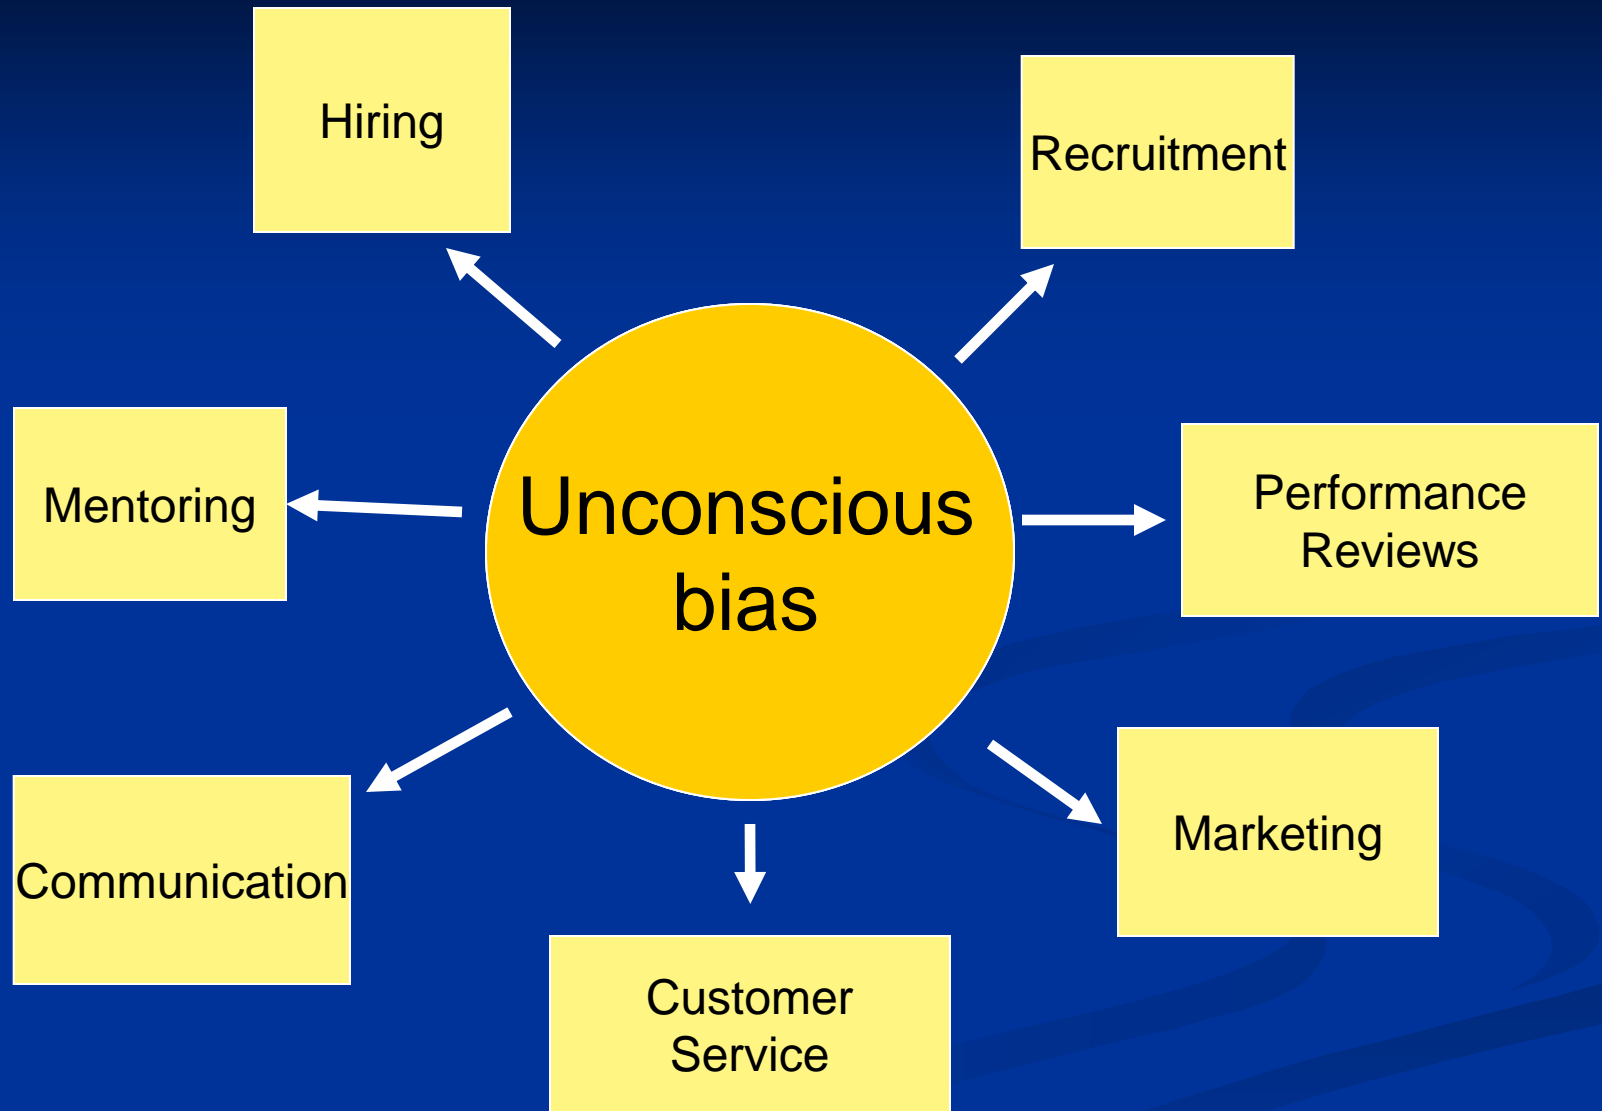 Hiring
Recruitment
Mentoring
Unconscious
bias
Performance
Reviews
Communication
Marketing
Customer
Service